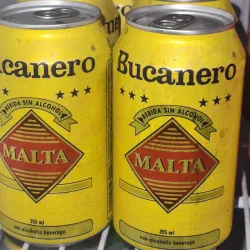 Bucanero
BEBIDA SIN ALCOHOL
MALTA
355 ml
non-alcoholic beverage
Bucanero
BEBIDA SIN ALCOHOL
MALTA
355 ml
non-alcoholic beverage